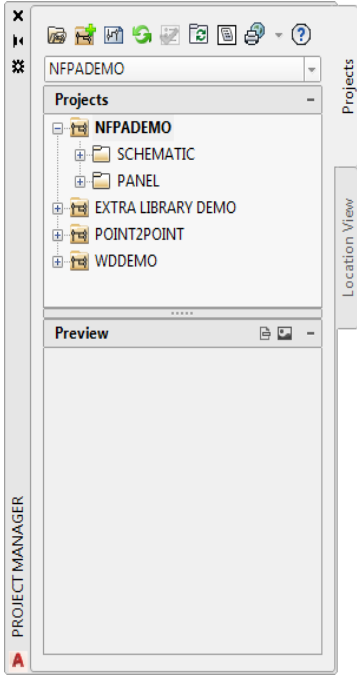 NFPADEMO
Projects
NFPADEMO
SCHEMATIC
PANEL
EXTRA LIBRARY DEMO
POINT2POINT
WDDEMO
Preview
Projects
Location View
PROJECT MANAGER